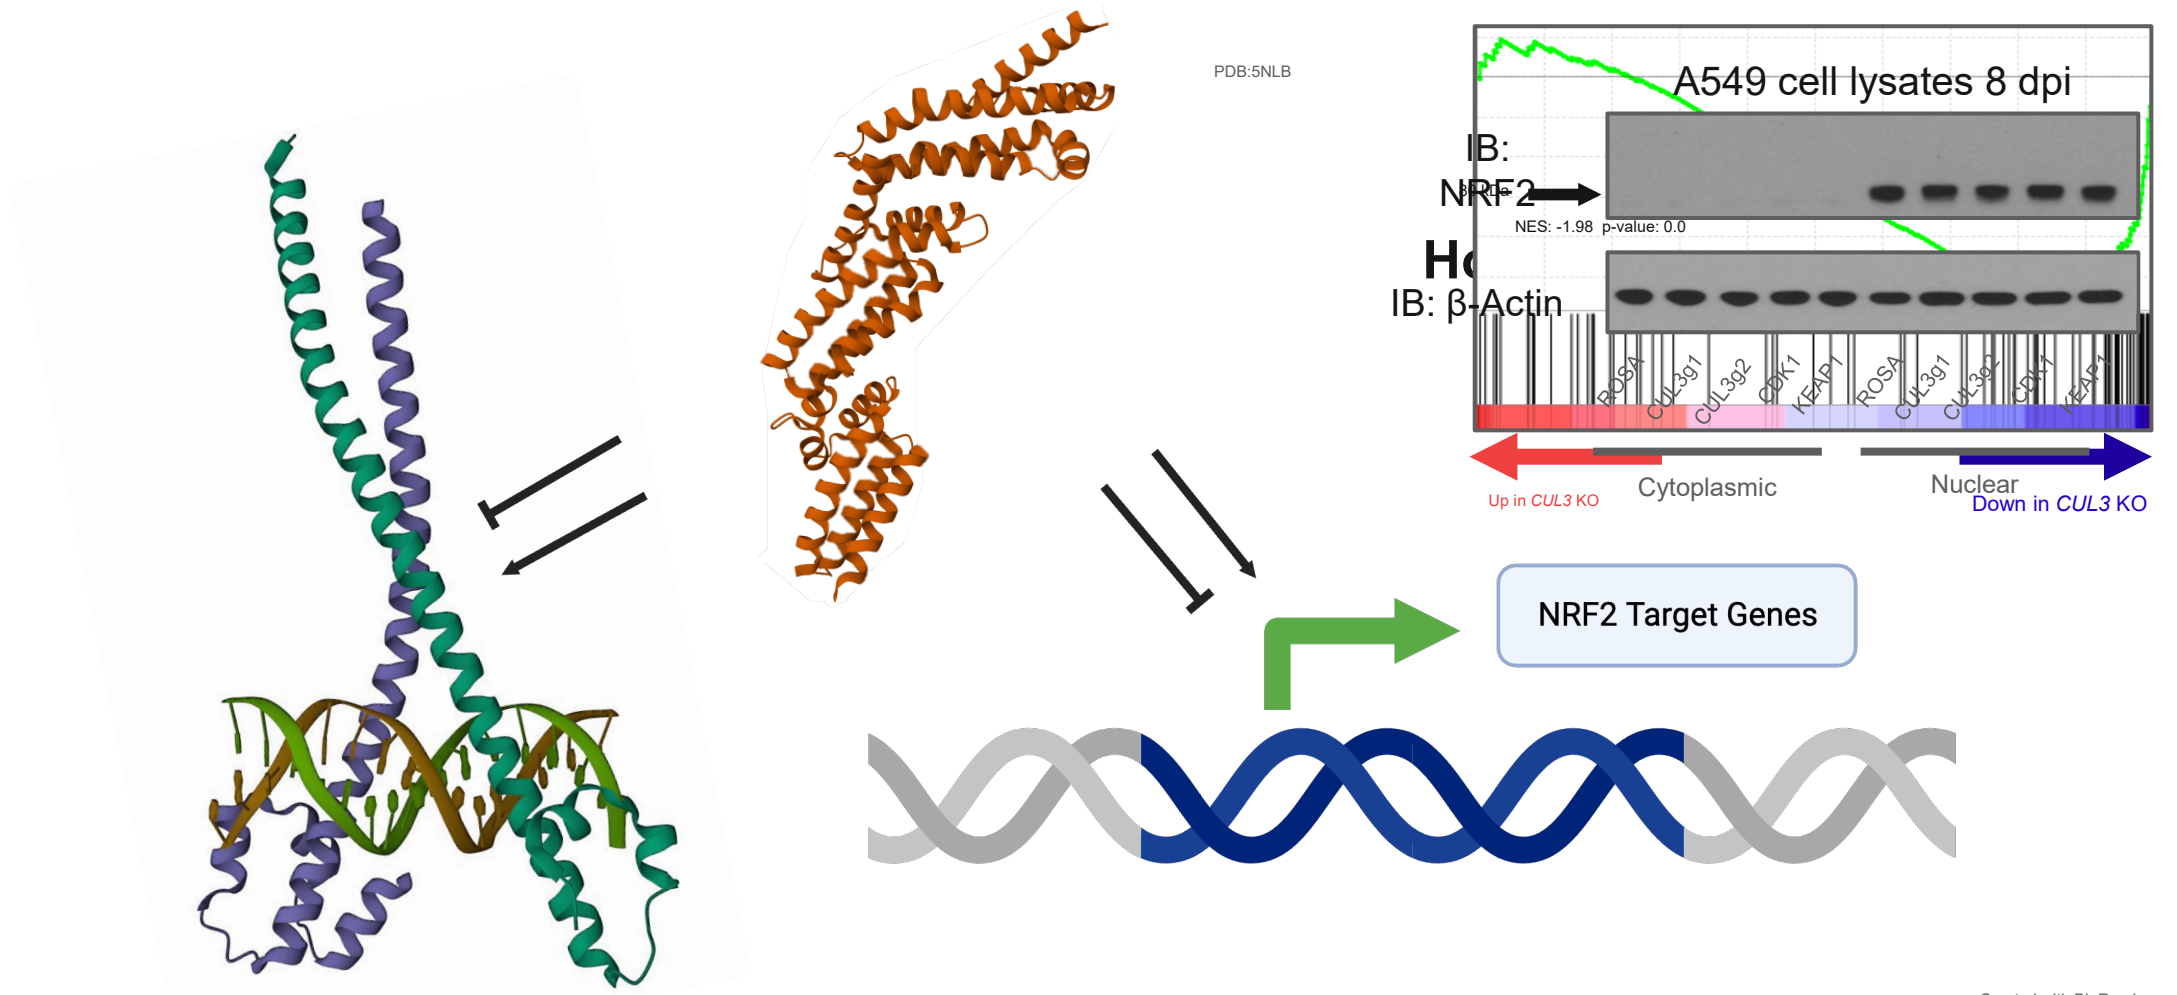 PDB:5NLB
A549 cell lysates 8 dpi
IB:
NRF2
NES: -1.98 p-value: 0.0
IB: β-Actin
ROSA CUL3g1 CUL3g2 CDK1 KEAP1 ROSA CUL3g1 CUL3g2 CDK1 KEAP1
Cytoplasmic Nuclear
Up in CUL3 KO Down in CUL3 KO
NRF2 Target Genes